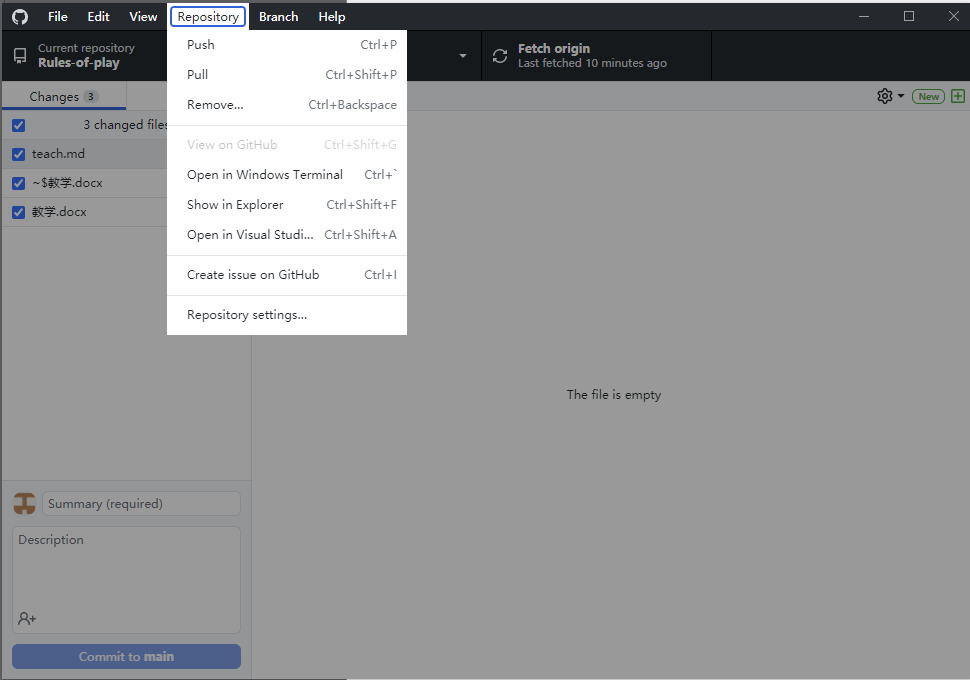 File Edit View Repository Branch Help
Current repository
Rules-of-play
Fetch origin
Last fetched 10 minutes ago
Push Ctrl+P
Pull Ctrl+Shift+P
Remove... Ctrl+Backspace
View on GitHub Ctrl+Shift+G
Open in Windows Terminal Ctrl+`
Show in Explorer Ctrl+Shift+F
Open in Visual Studi... Ctrl+Shift+A
Create issue on GitHub Ctrl+I
Repository settings...
Changes 3
New
3 changed files
teach.md
~$教学.docx
教学.docx
The file is empty
Summary (required)
Description
Commit to main